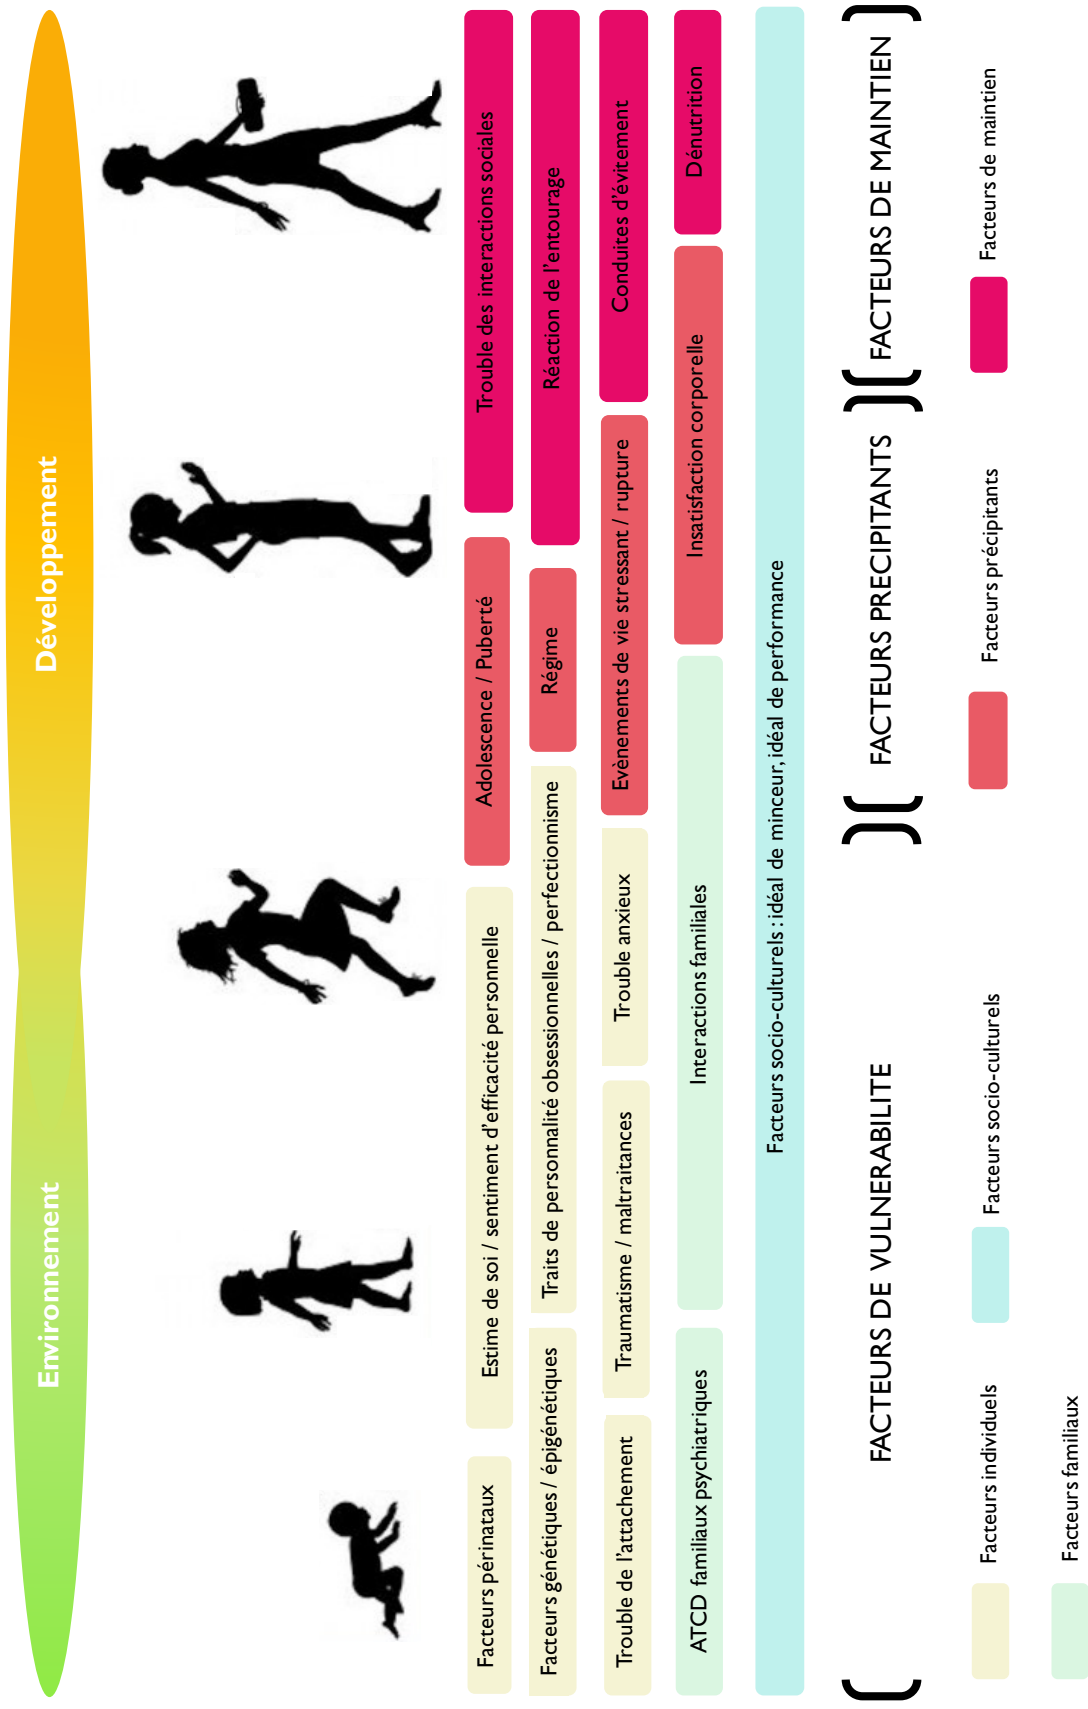 Environnement
Développement
Facteurs périnataux
Estime de soi / sentiment d'efficacité personnelle
Adolescence / Puberté
Trouble des interactions sociales
Facteurs génétiques / épigénétiques
Traits de personnalité obsessionnelles / perfectionnisme
Régime
Réaction de l'entourage
Trouble de l'attachement
Traumatisme / maltraitances
Trouble anxieux
Evènements de vie stressant / rupture
Conduites d'évitement
ATCD familiaux psychiatriques
Interactions familiales
Insatisfaction corporelle
Dénutrition
Facteurs socio-culturels : idéal de minceur, idéal de performance
FACTEURS DE VULNERABILITE
FACTEURS PRECIPITANTS
FACTEURS DE MAINTIEN
Facteurs individuels
Facteurs socio-culturels
Facteurs précipitants
Facteurs de maintien
Facteurs familiaux